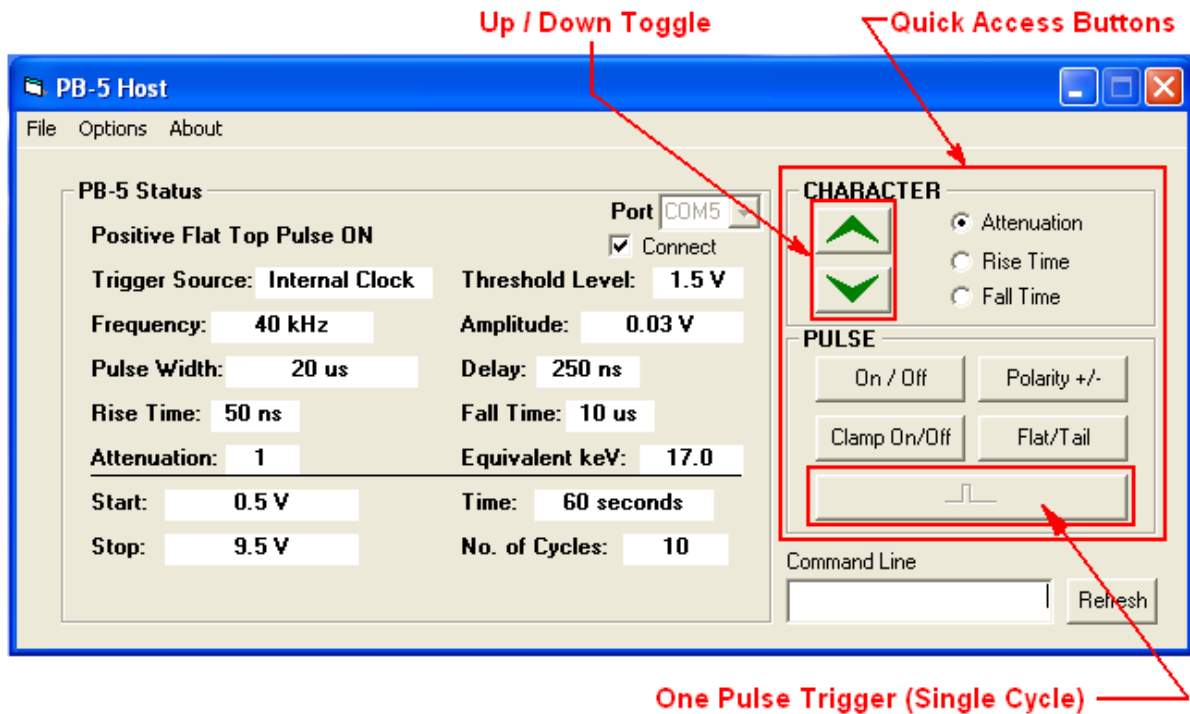 Up / Down Toggle
Quick Access Buttons
PB-5 Host
File Options About
PB-5 Status
Port COM5
Positive Flat Top Pulse ON
Connect
Trigger Source: Internal Clock
Threshold Level: 1.5 V
Frequency: 40 kHz
Amplitude: 0.03 V
Pulse Width: 20 us
Delay: 250 ns
Rise Time: 50 ns
Fall Time: 10 us
Attenuation: 1
Equivalent keV: 17.0
Start: 0.5 V
Time: 60 seconds
Stop: 9.5 V
No. of Cycles: 10
CHARACTER
Attenuation
Rise Time
Fall Time
PULSE
On / Off
Polarity +/-
Clamp On/Off
Flat/Tail
Command Line
Refresh
One Pulse Trigger (Single Cycle)